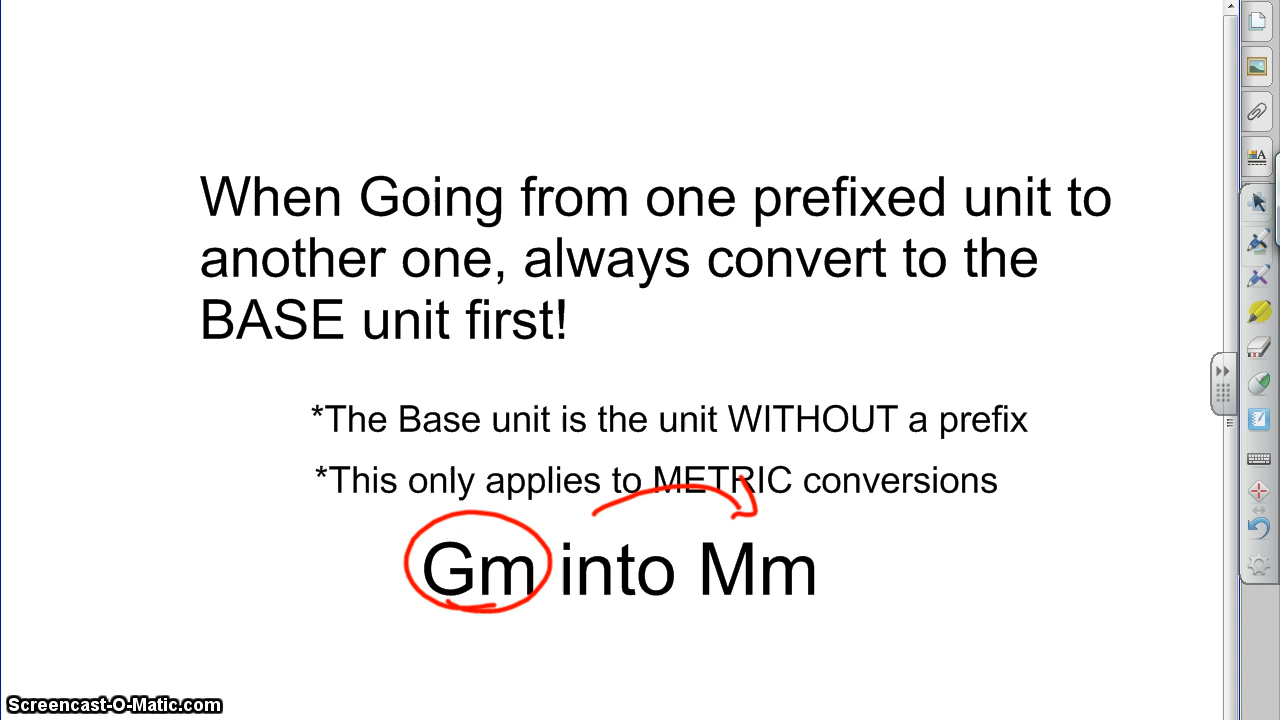 When Going from one prefixed unit to
another one, always convert to the
BASE unit first!
*The Base unit is the unit WITHOUT a prefix
*This only applies to METRIC conversions
Gm into Mm
Screencast-O-Matic.com